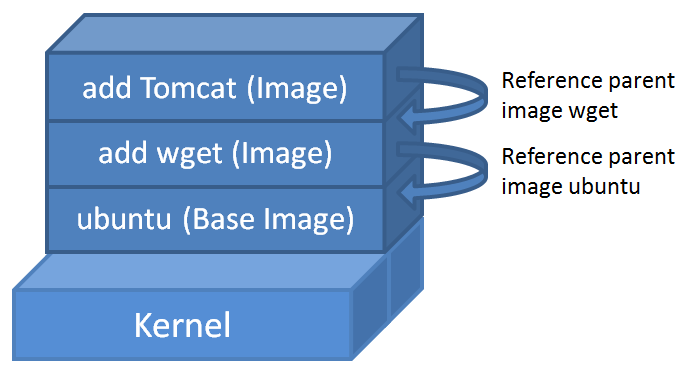 add Tomcat (Image)
Reference parent
image wget
add wget (Image)
Reference parent
image ubuntu
ubuntu (Base Image)
Kernel